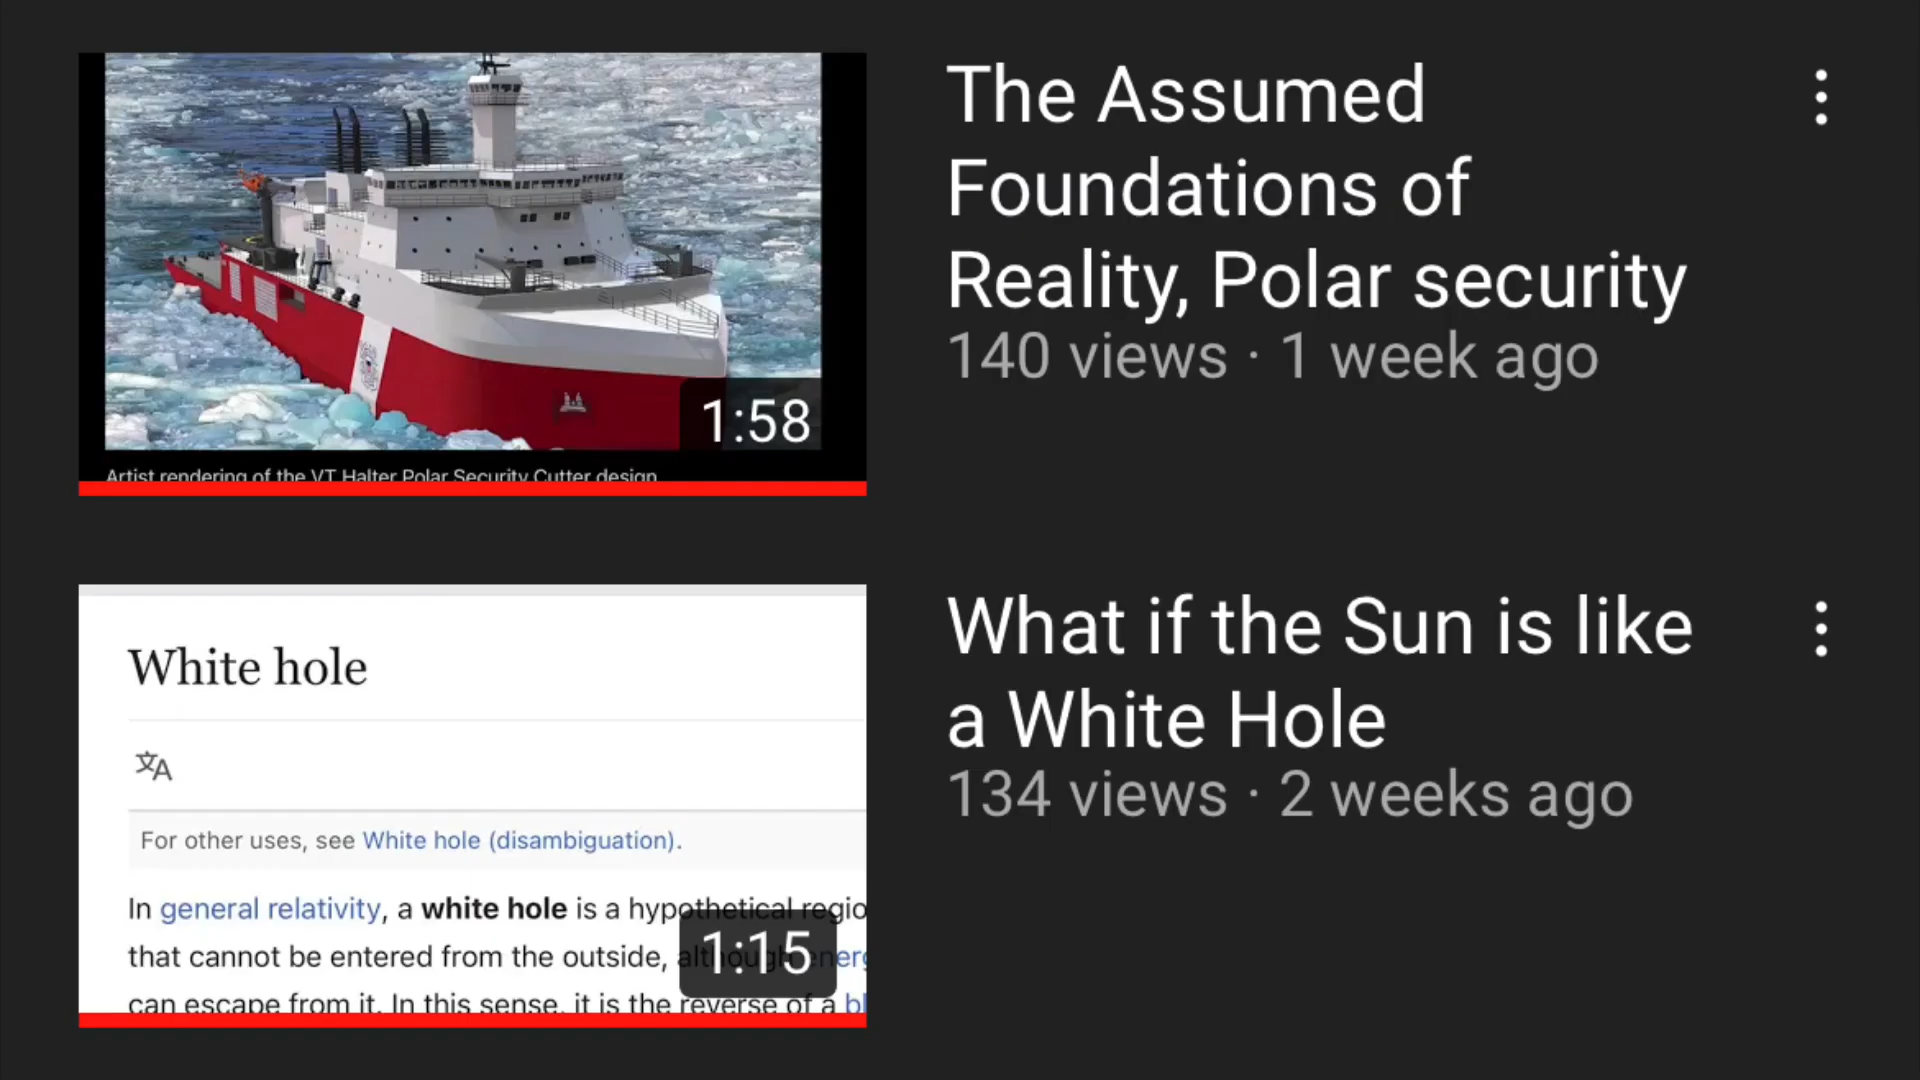 The Assumed
Foundations of
Reality, Polar security
140 views · 1 week ago
1:58
Artist rendering of the VT Halter Polar Security Cutter design
What if the Sun is like
a White Hole
134 views · 2 weeks ago
White hole
文A
For other uses, see White hole (disambiguation).
In general relativity, a white hole is a hypothetical regio
that cannot be entered from the outside, although energ
1:15
can escape from it. In this sense, it is the reverse of a bl